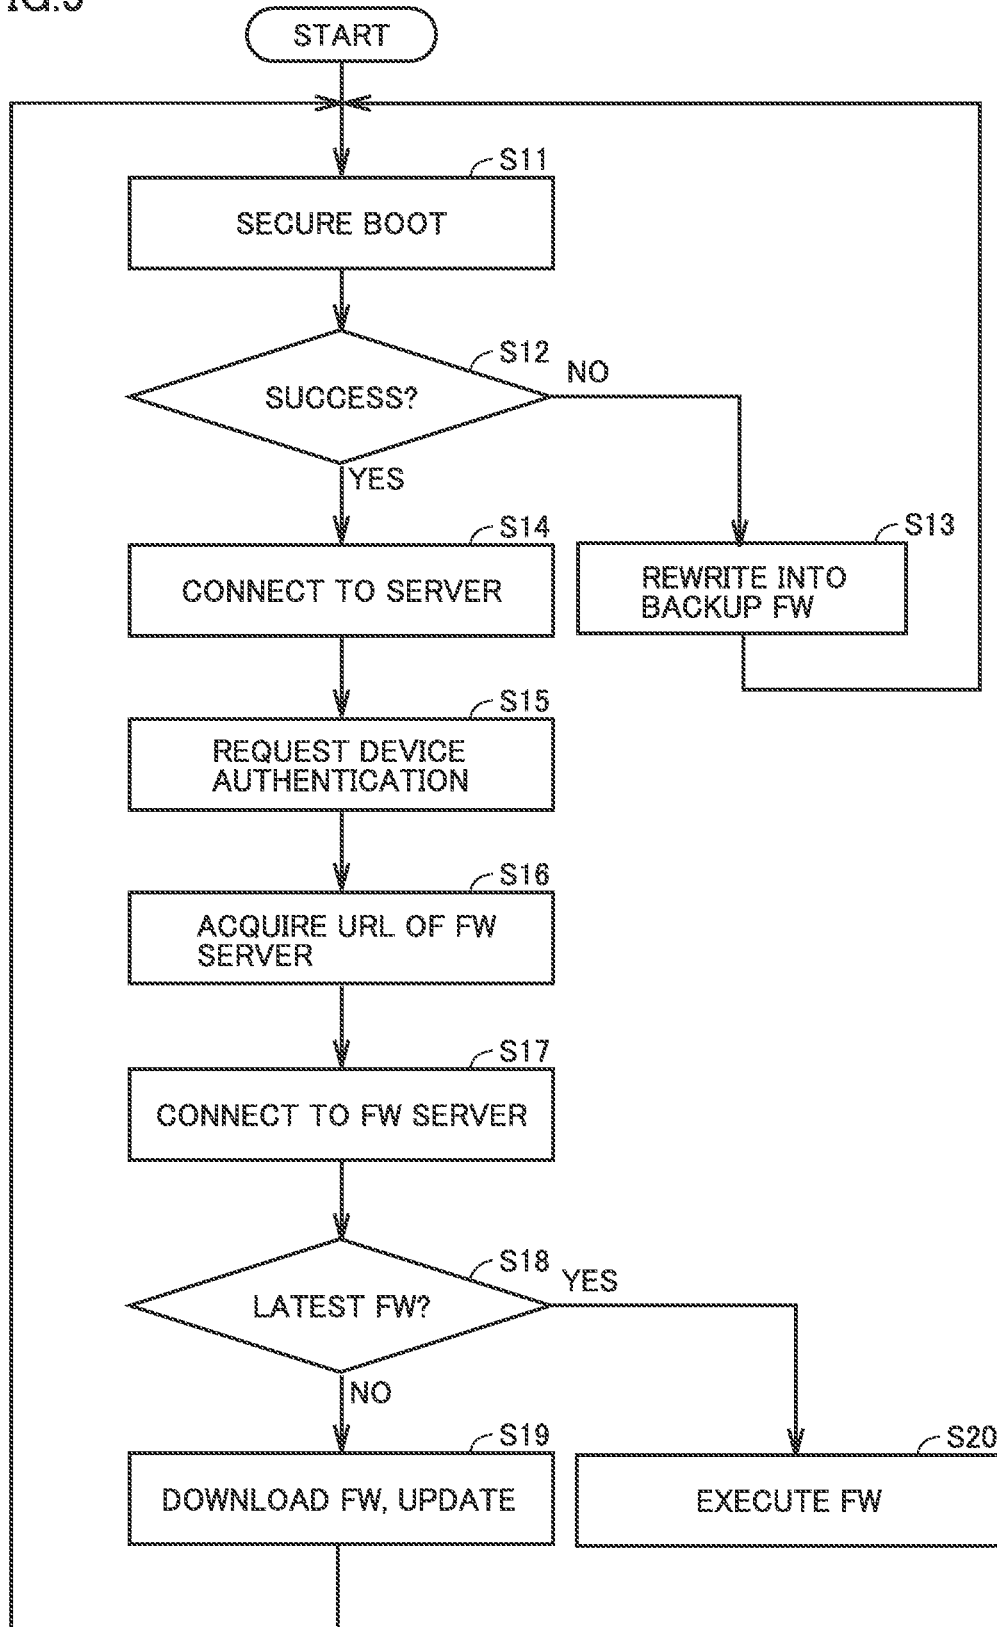 IG.5
START
S11
SECURE BOOT
S12
SUCCESS?
NO
YES
S14
CONNECT TO SERVER
S13
REWRITE INTO
BACKUP FW
S15
REQUEST DEVICE
AUTHENTICATION
S16
ACQUIRE URL OF FW
SERVER
S17
CONNECT TO FW SERVER
S18
LATEST FW?
YES
NO
S19
DOWNLOAD FW, UPDATE
S20
EXECUTE FW